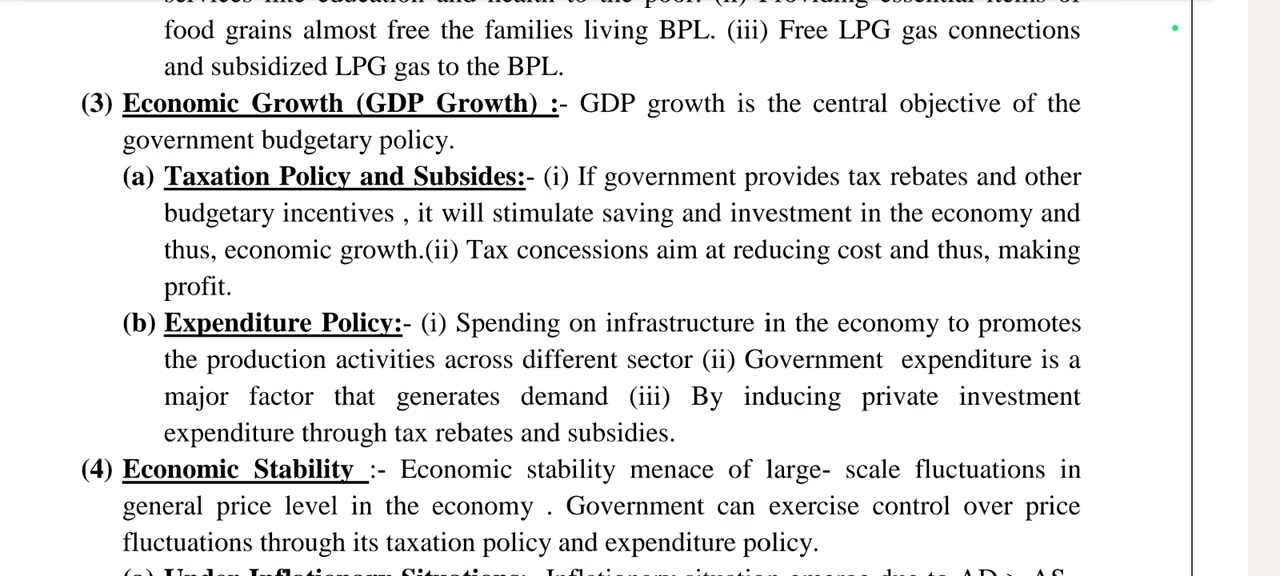 food grains almost free the families living BPL. (iii) Free LPG gas connections
and subsidized LPG gas to the BPL.
(3) Economic Growth (GDP Growth) :- GDP growth is the central objective of the
government budgetary policy.
(a) Taxation Policy and Subsides:- (i) If government provides tax rebates and other
budgetary incentives , it will stimulate saving and investment in the economy and
thus, economic growth.(ii) Tax concessions aim at reducing cost and thus, making
profit.
(b) Expenditure Policy:- (i) Spending on infrastructure in the economy to promotes
the production activities across different sector (ii) Government expenditure is a
major factor that generates demand (iii) By inducing private investment
expenditure through tax rebates and subsidies.
(4) Economic Stability :- Economic stability menace of large- scale fluctuations in
general price level in the economy . Government can exercise control over price
fluctuations through its taxation policy and expenditure policy.